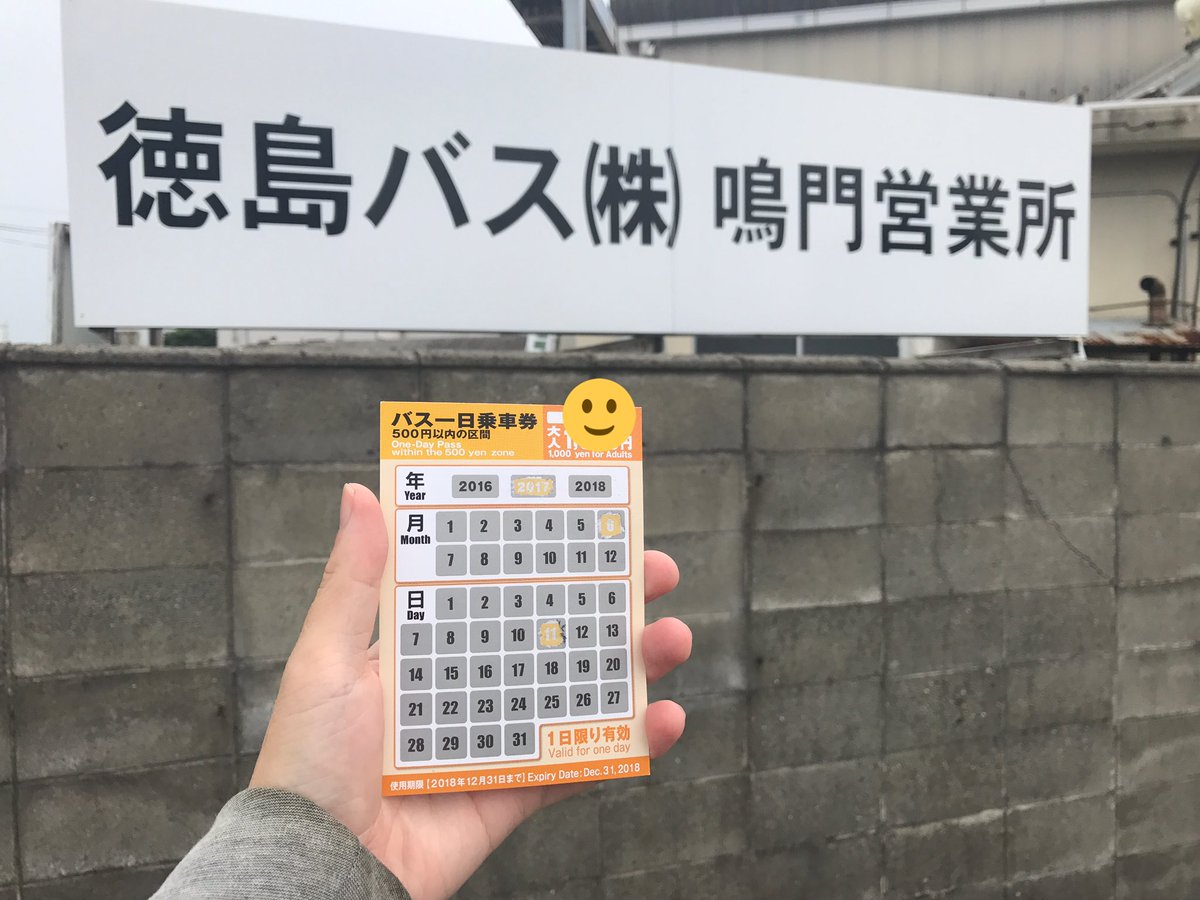 徳島バス㈱ 鳴門営業所
バス一日乗車券
500円以内の区間
One-Day Pass
within the 500 yen zone
大人
円
1,000 yen for Adults
年
Year
2016 2017 2018
月
Month
1 2 3 4 5 6
7 8 9 10 11 12
日
Day
1 2 3 4 5 6
7 8 9 10 11 12 13
14 15 16 17 18 19 20
21 22 23 24 25 26 27
28 29 30 31
1日限り有効
Valid for one day
使用期限【2018年12月31日まで】Expiry Date: Dec. 31, 2018